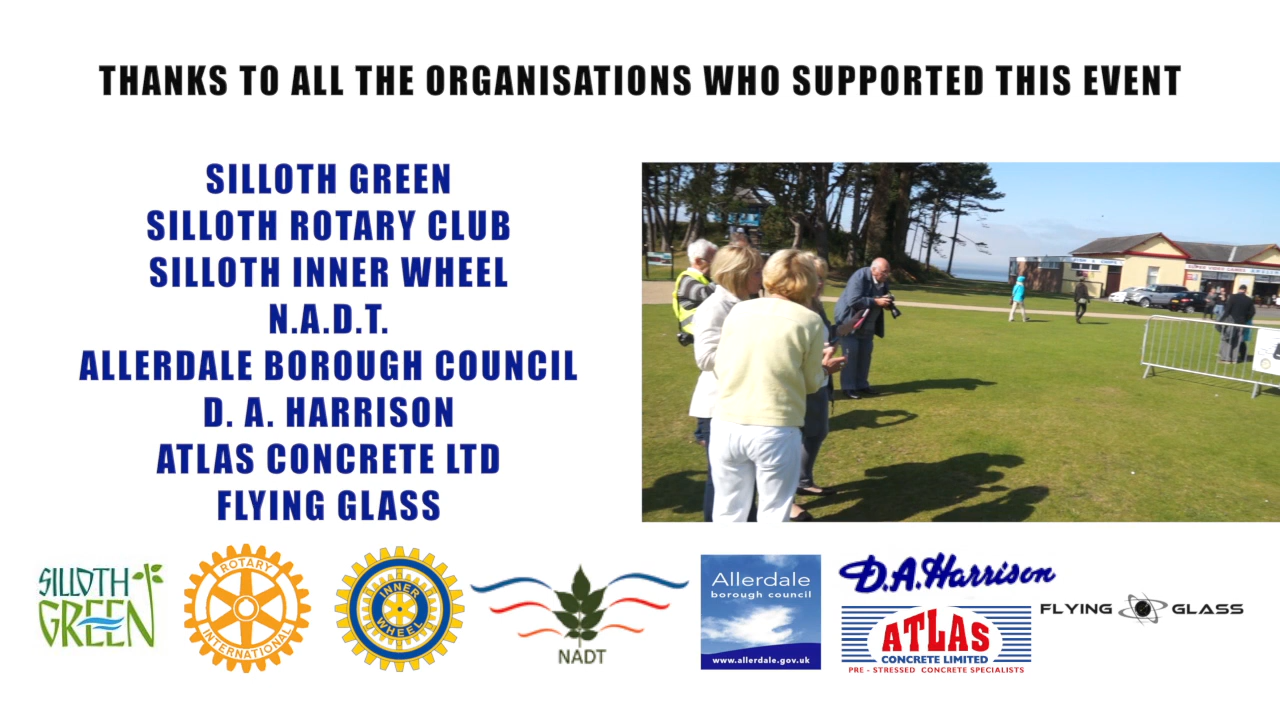 THANKS TO ALL THE ORGANISATIONS WHO SUPPORTED THIS EVENT
SILLOTH GREEN
SILLOTH ROTARY CLUB
SILLOTH INNER WHEEL
N.A.D.T.
ALLERDALE BOROUGH COUNCIL
D. A. HARRISON
ATLAS CONCRETE LTD
FLYING GLASS
SILLOTH
GREEN
ROTARY
INTERNATIONAL
INNER
WHEEL
NADT
Allerdale
borough council
www.allerdale.gov.uk
D.A.Harrison
ATLAS
CONCRETE LIMITED
PRE - STRESSED CONCRETE SPECIALISTS
FLYING GLASS